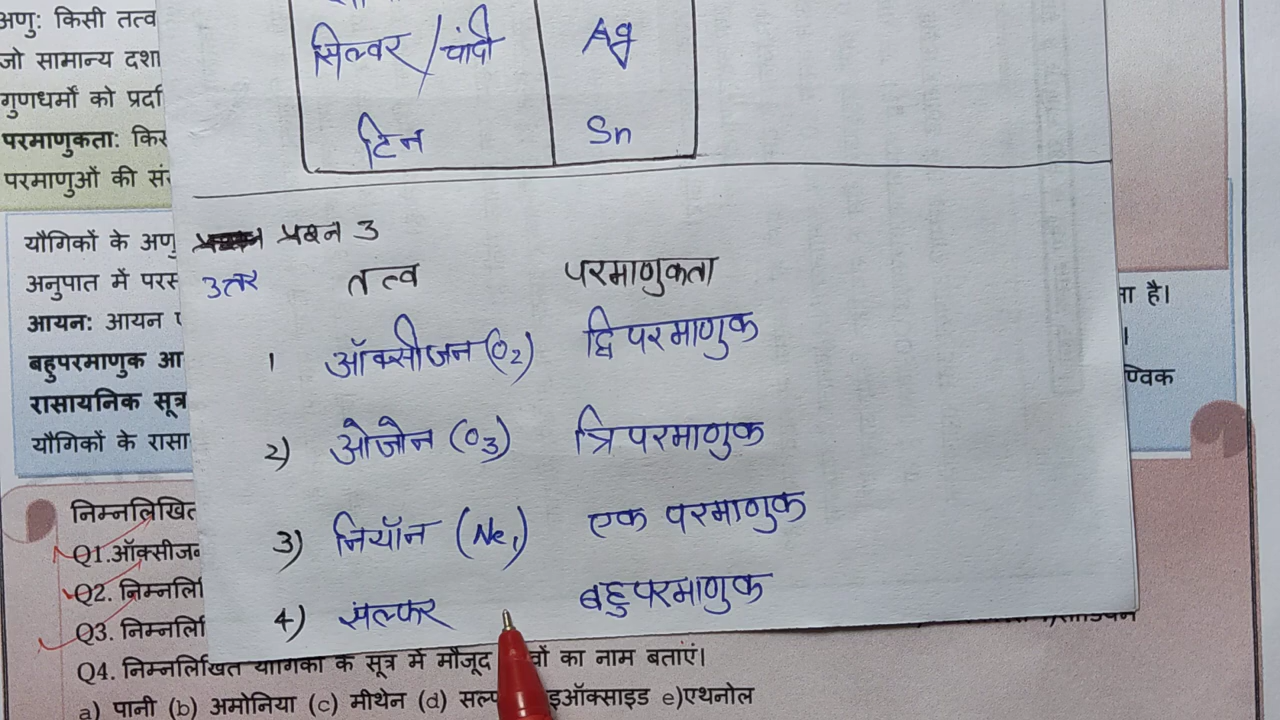 अणु: किसी तत्व
जो सामान्य दशा
गुणधर्मों को प्रर्दा
परमाणुकता: किस
परमाणुओं की सं
यौगिकों के अणु
अनुपात में परस
आयन: आयन ए
बहुपरमाणुक आ
रासायनिक सूत्र
यौगिकों के रासा
सिल्वर / चांदी Ag
टिन Sn
प्रश्न 3
उत्तर तत्व परमाणुकता
1 ऑक्सीजन (O2) द्विपरमाणुक
2) ओजोन (O3) त्रिपरमाणुक
3) नियॉन (Ne1) एक परमाणुक
4) सल्फर बहुपरमाणुक
ता है।
ण्विक
निम्नलिखित
Q1.ऑक्सीजन
Q2. निम्नलि
Q3. निम्नलि
Q4. निम्नलिखित यौगिकों के सूत्र में मौजूद वों का नाम बताएं।
a) पानी (b) अमोनिया (c) मीथेन (d) सल्फ इऑक्साइड e)एथनोल